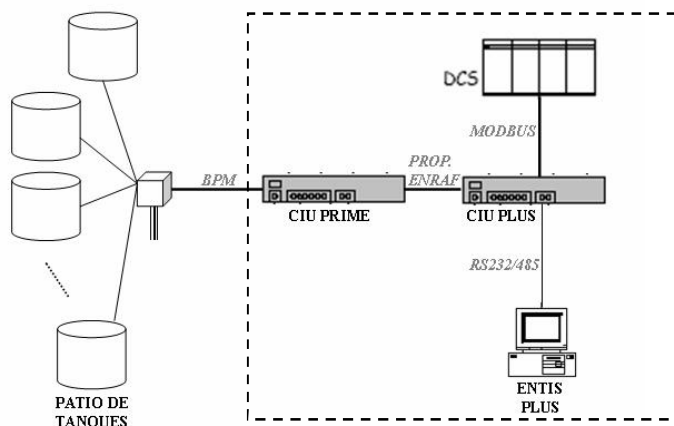 DCS
MODBUS
PROP.
ENRAF
BPM
CIU PRIME
CIU PLUS
RS232/485
PATIO DE
TANQUES
ENTIS
PLUS